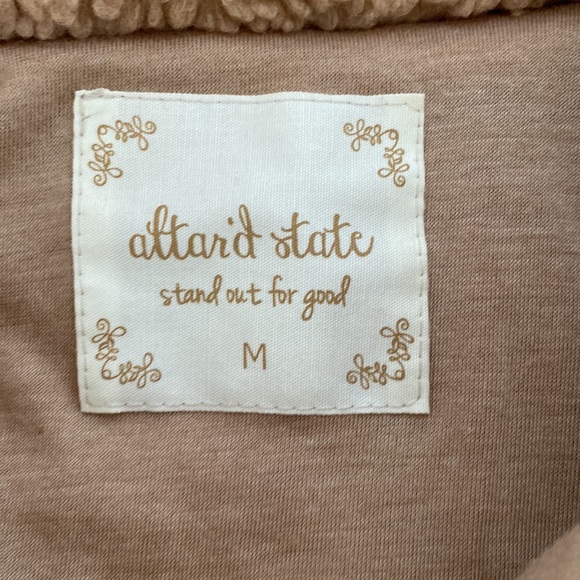 altar'd state
stand out for good
M